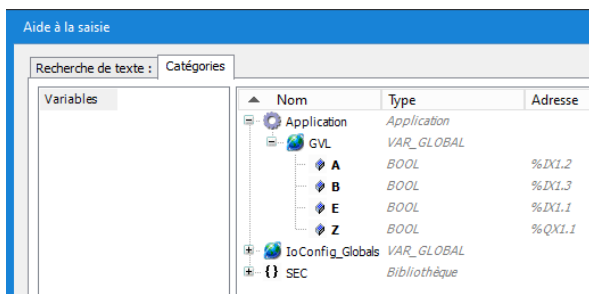 Aide à la saisie
Recherche de texte : Catégories
Variables
Nom Type Adresse
Application Application
GVL VAR_GLOBAL
A BOOL %IX1.2
B BOOL %IX1.3
E BOOL %IX1.1
Z BOOL %QX1.1
IoConfig_Globals VAR_GLOBAL
{} SEC Bibliothèque